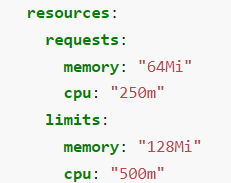 resources:
  requests:
    memory: "64Mi"
    cpu: "250m"
  limits:
    memory: "128Mi"
    cpu: "500m"